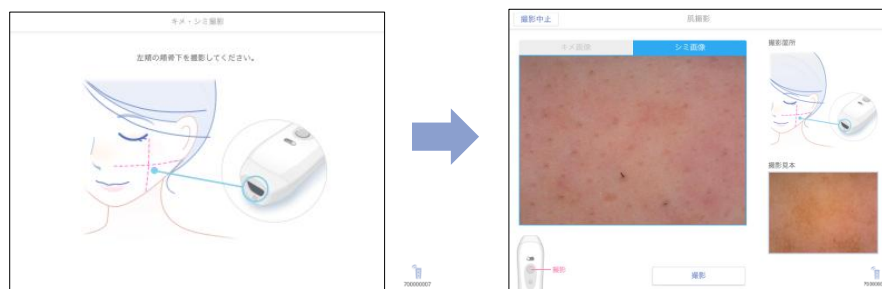 キメ・シミ撮影
左頬の頬骨下を撮影してください。
700000007
撮影中止
肌撮影
キメ画像
シミ画像
撮影箇所
撮影見本
撮影
撮影